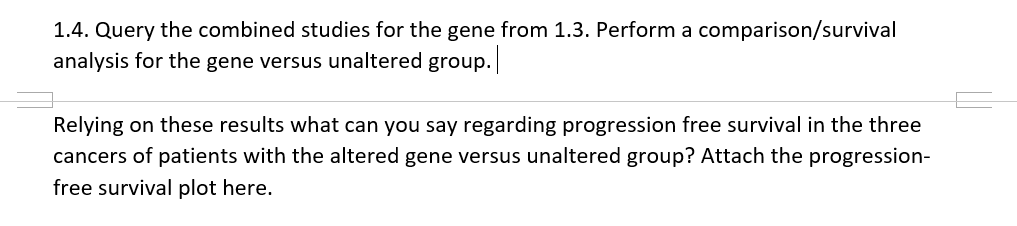 1.4. Query the combined studies for the gene from 1.3. Perform a comparison/survival
analysis for the gene versus unaltered group.
Relying on these results what can you say regarding progression free survival in the three
cancers of patients with the altered gene versus unaltered group? Attach the progression-
free survival plot here.